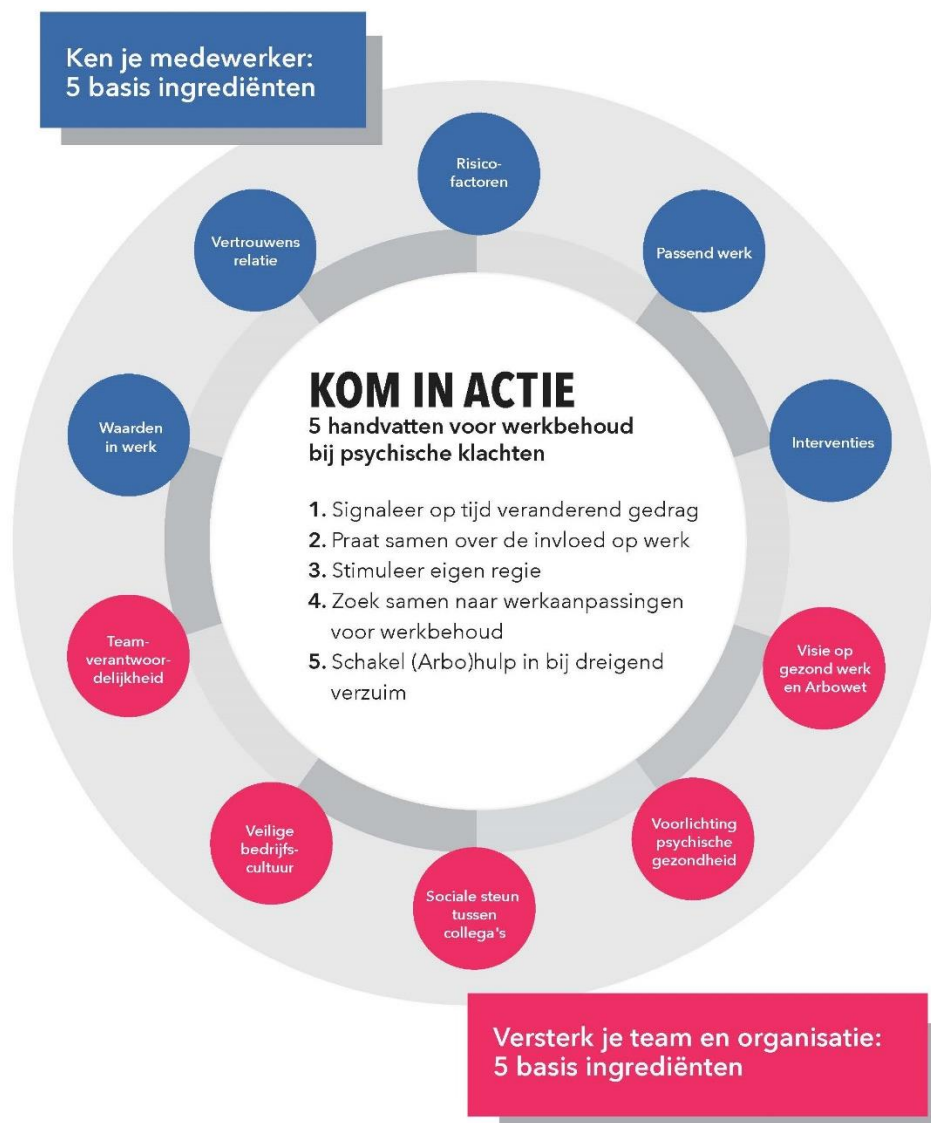 Ken je medewerker:
5 basis ingrediënten
Risico-
factoren
Vertrouwens
relatie
Passend werk
Waarden
in werk
Interventies
KOM IN ACTIE
5 handvatten voor werkbehoud
bij psychische klachten
1. Signaleer op tijd veranderend gedrag
2. Praat samen over de invloed op werk
3. Stimuleer eigen regie
4. Zoek samen naar werkaanpassingen
voor werkbehoud
5. Schakel (Arbo)hulp in bij dreigend
verzuim
Team-
verantwoor-
delijkheid
Visie op
gezond werk
en Arbowet
Veilige
bedrijfs-
cultuur
Voorlichting
psychische
gezondheid
Sociale steun
tussen
collega's
Versterk je team en organisatie:
5 basis ingrediënten